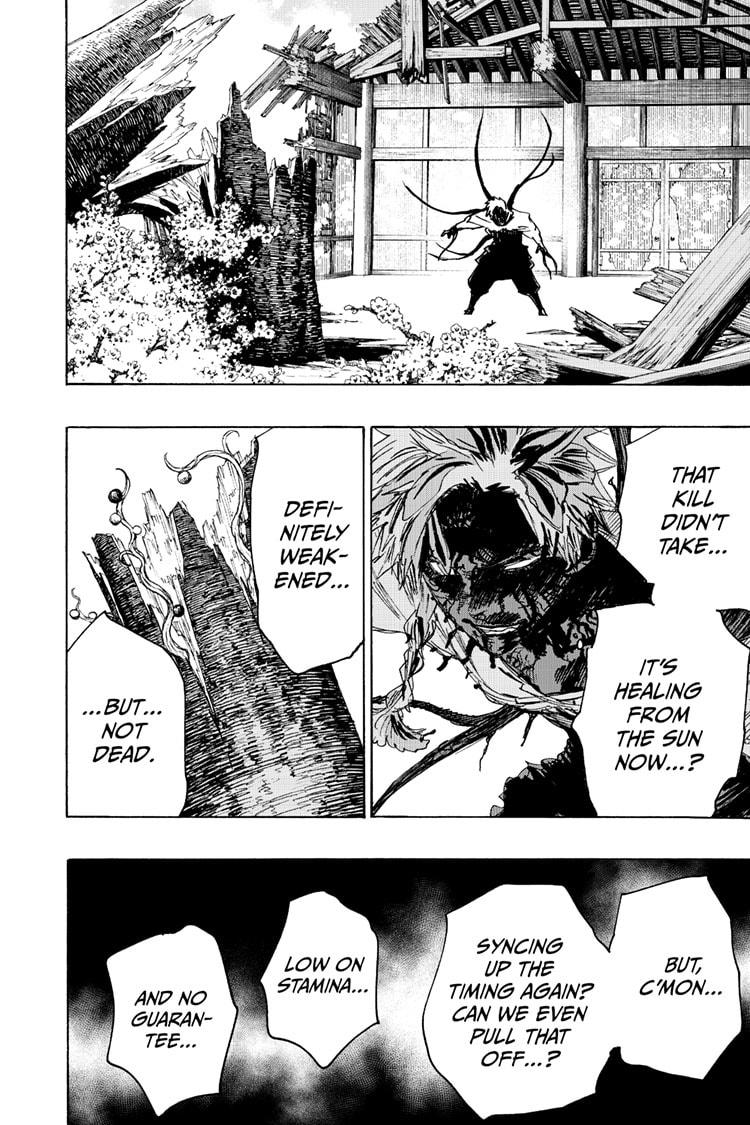 THAT
KILL
DIDN'T
TAKE...
IT'S
HEALING
FROM
THE SUN
NOW...?
DEFI-
NITELY
WEAK-
ENED...
...BUT...
NOT
DEAD.
BUT,
C'MON...
SYNCING
UP THE
TIMING AGAIN?
CAN WE EVEN
PULL THAT
OFF...?
LOW ON
STAMINA...
AND NO
GUARAN-
TEE...